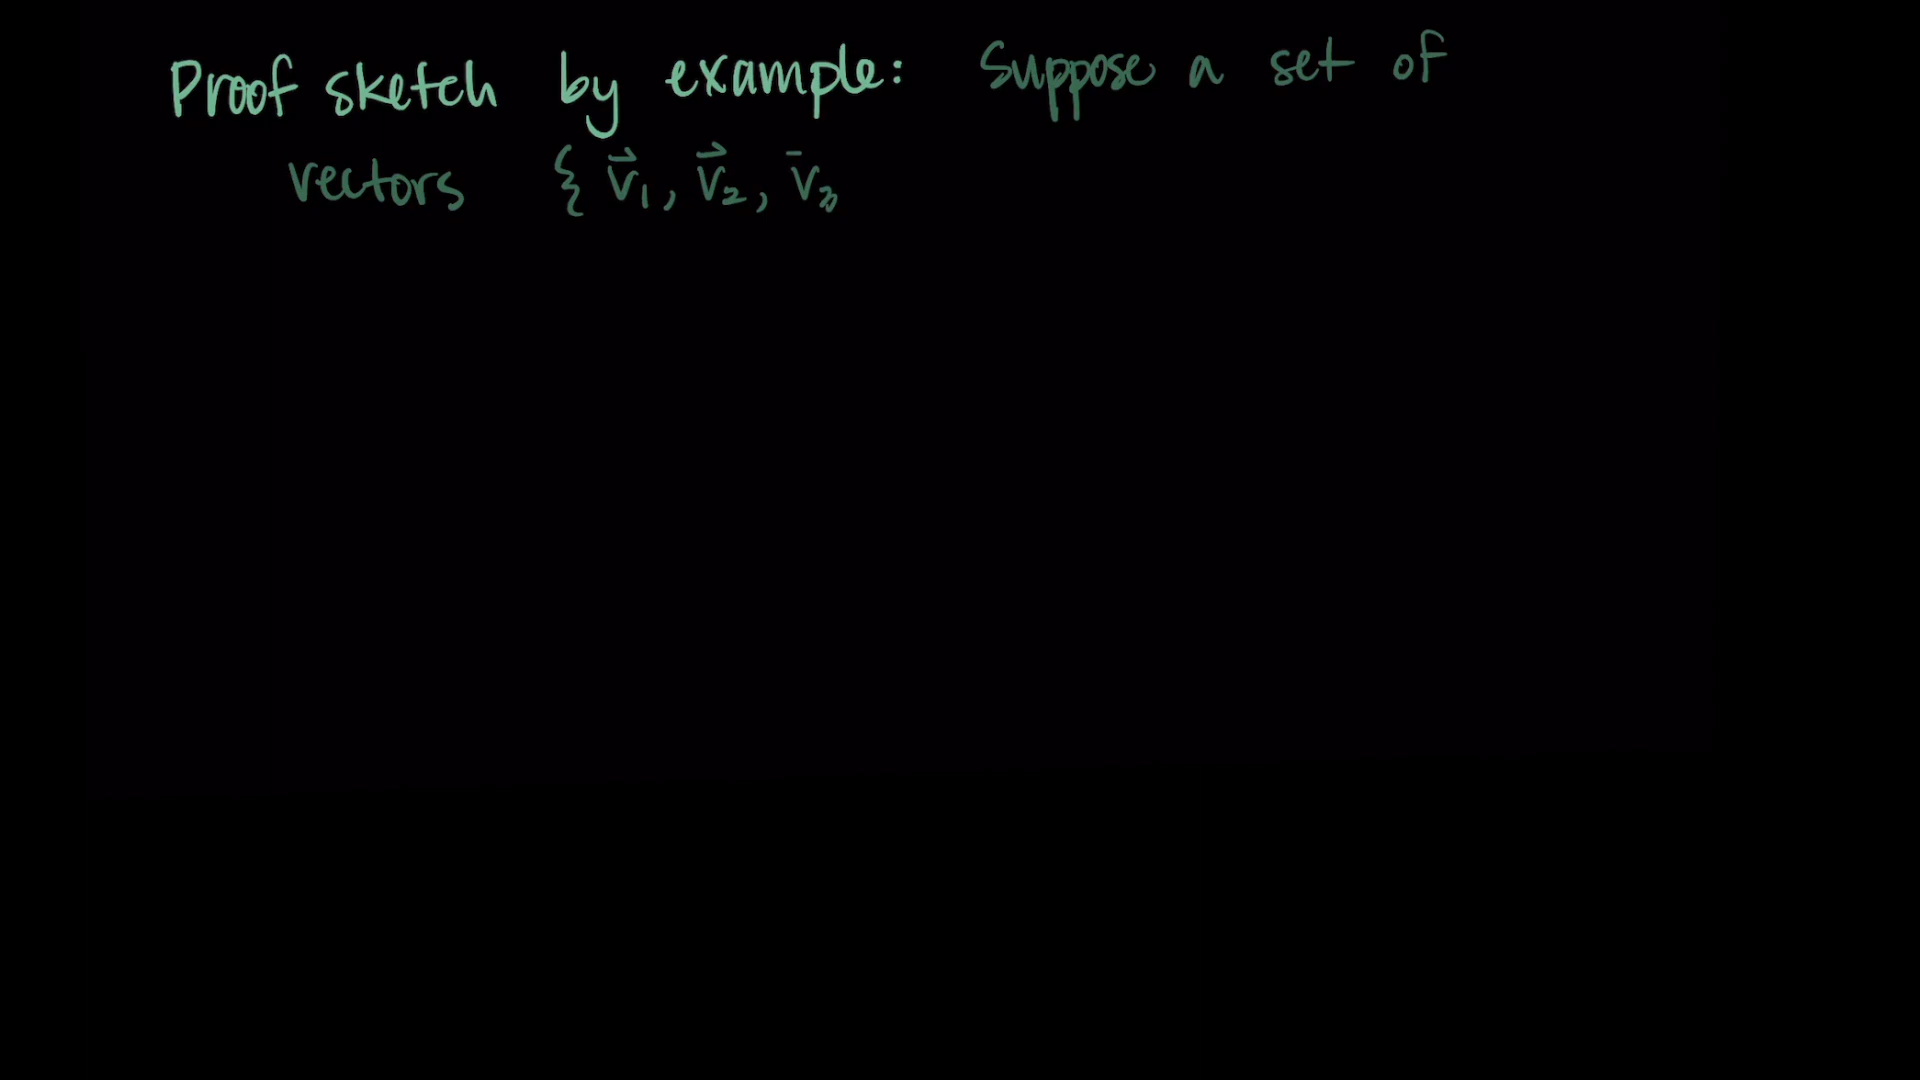 Proof sketch by example: Suppose a set of
vectors { v⃗₁, v⃗₂, v̄₃